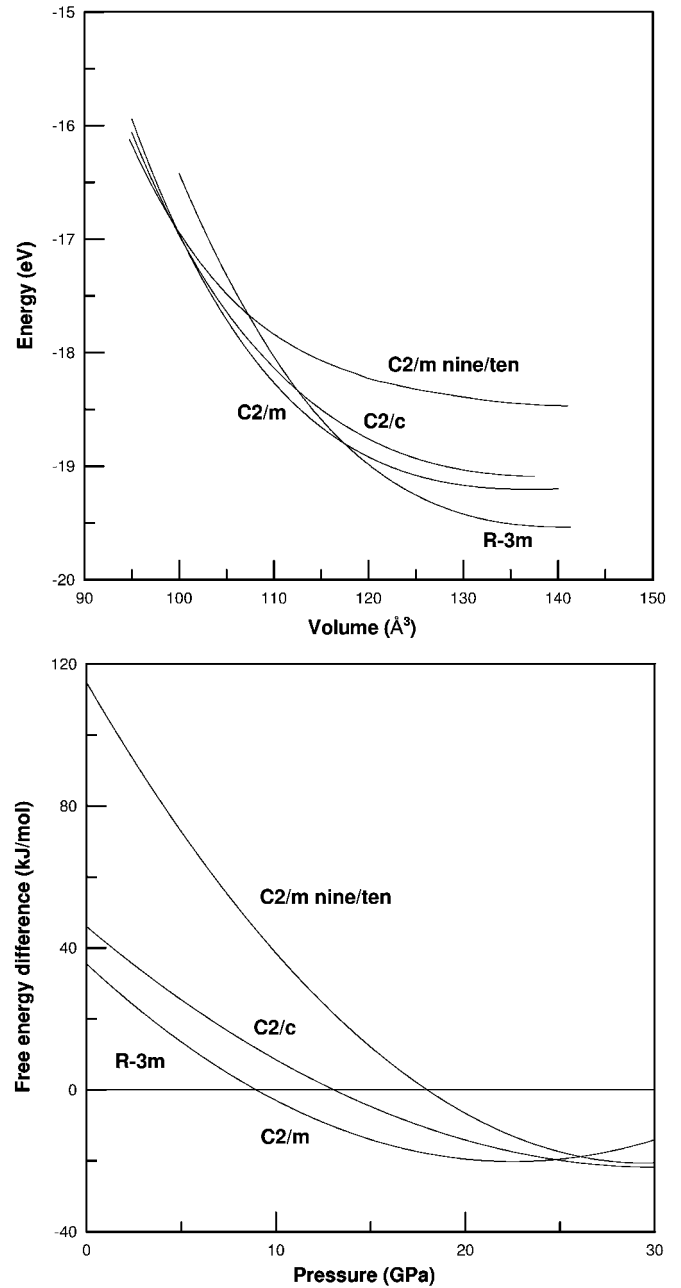 -15
-16
-17
-18
-19
-20
Energy (eV)
C2/m nine/ten
C2/m
C2/c
R-3m
90
100
110
120
130
140
150
Volume (Å³)
120
80
40
0
-40
Free energy difference (kJ/mol)
C2/m nine/ten
C2/c
R-3m
C2/m
0
10
20
30
Pressure (GPa)